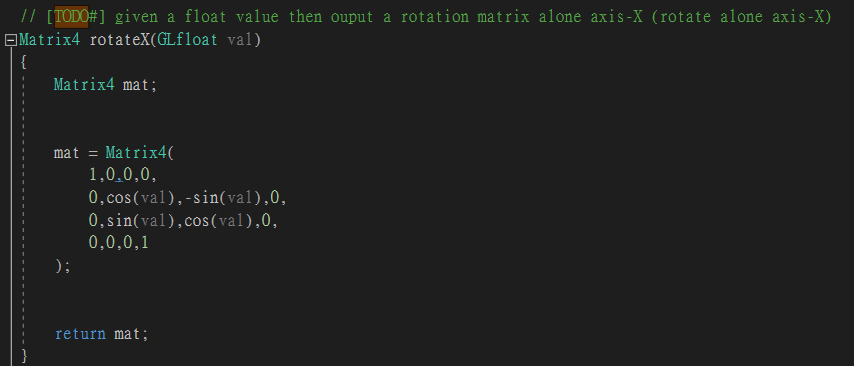 // [TODO#] given a float value then ouput a rotation matrix alone axis-X (rotate alone axis-X)
Matrix4 rotateX(GLfloat val)
{
Matrix4 mat;
mat = Matrix4(
1,0,0,0,
0,cos(val),-sin(val),0,
0,sin(val),cos(val),0,
0,0,0,1
);
return mat;
}